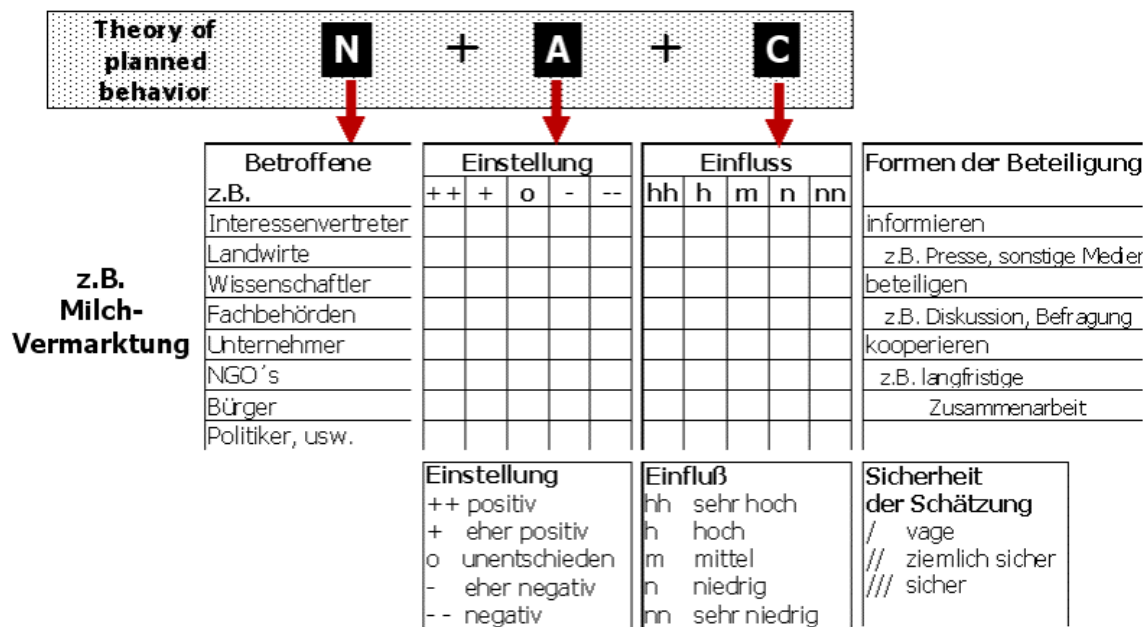 Theory of
planned
behavior
N + A + C
z.B.
Milch-
Vermarktung
Betroffene
z.B.
Interessenvertreter
Landwirte
Wissenschaftler
Fachbehörden
Unternehmer
NGO´s
Bürger
Politiker, usw.
Einstellung
++ + o - --
Einfluss
hh h m n nn
Formen der Beteiligung
informieren
z.B. Presse, sonstige Medien
beteiligen
z.B. Diskussion, Befragung
kooperieren
z.B. langfristige
Zusammenarbeit
Einstellung
++ positiv
+ eher positiv
o unentschieden
- eher negativ
-- negativ
Einfluß
hh sehr hoch
h hoch
m mittel
n niedrig
nn sehr niedrig
Sicherheit
der Schätzung
/ vage
// ziemlich sicher
/// sicher